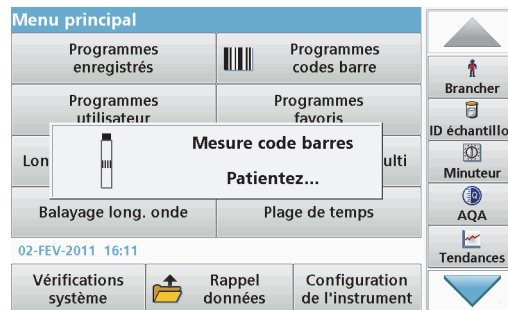 Menu principal
Programmes
enregistrés
Programmes
codes barre
Programmes
utilisateur
Programmes
favoris
Lon
ulti
Mesure code barres
Patientez...
Balayage long. onde
Plage de temps
02-FEV-2011 16:11
Vérifications
système
Rappel
données
Configuration
de l'instrument
Brancher
ID échantillo
Minuteur
AQA
Tendances